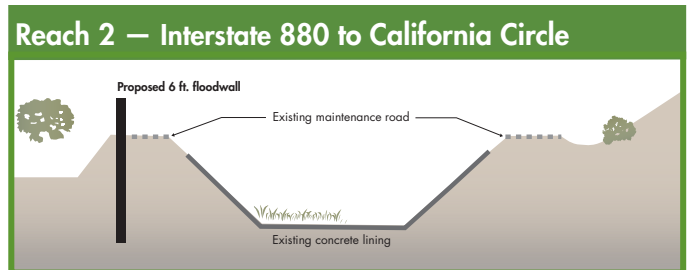 Reach 2 — Interstate 880 to California Circle
Proposed 6 ft. floodwall
Existing maintenance road
Existing concrete lining